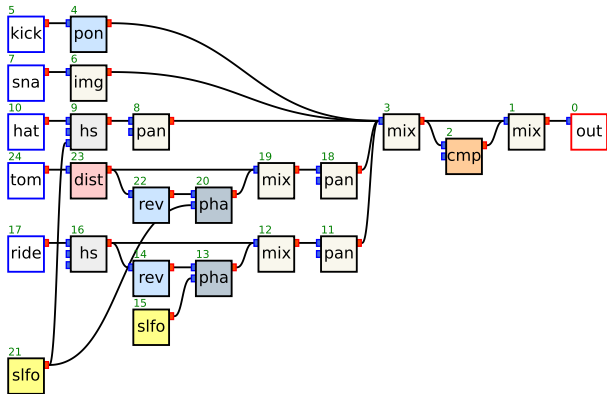 5 4
kick pon
7 6
sna img
10 9 8 3 1 0
hat hs pan mix mix out
2
cmp
24 23 19 18
tom dist mix pan
22 20
rev pha
17 16 12 11
ride hs mix pan
14 13
rev pha
15
slfo
21
slfo